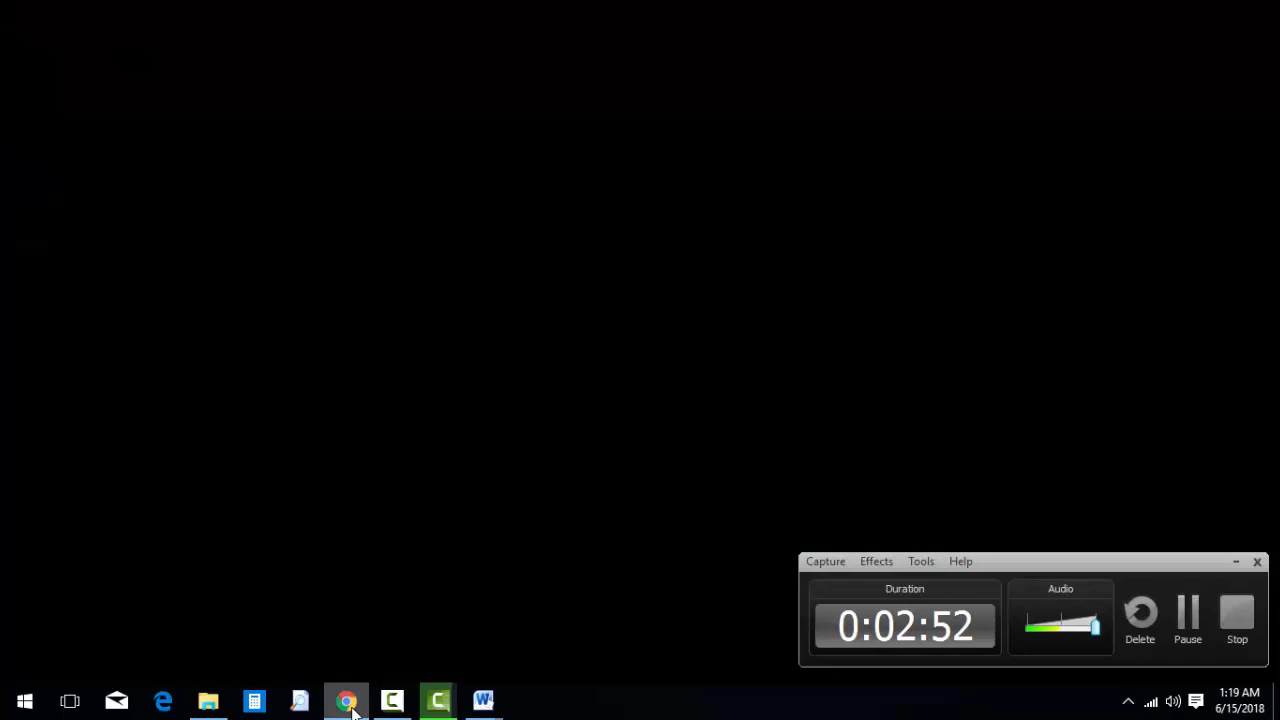 Capture Effects Tools Help
Duration
Audio
0:02:52
Delete
Pause
Stop
1:19 AM
6/15/2018